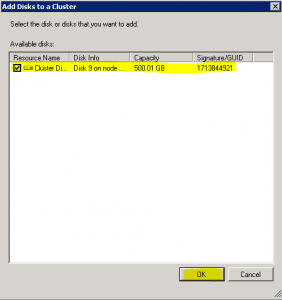 Add Disks to a Cluster
Select the disk or disks that you want to add.
Available disks:
Resource Name Disk Info Capacity Signature/GUID
Cluster Di... Disk 9 on node ... 500.01 GB 1713844921
OK Cancel